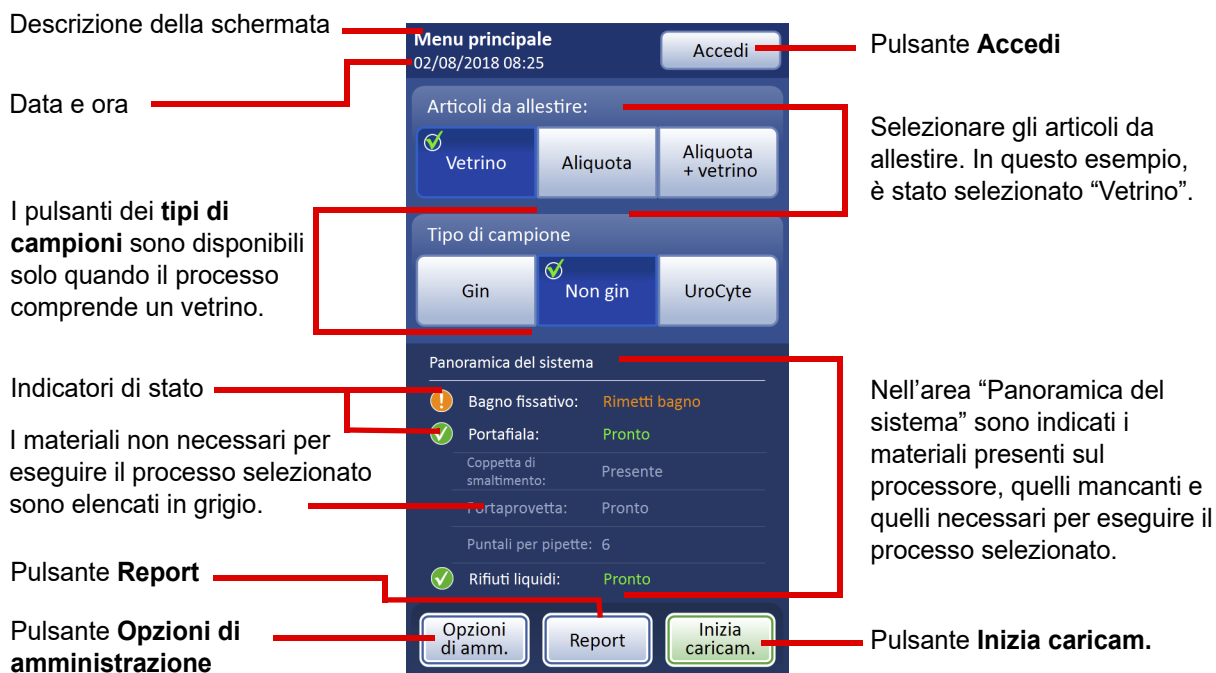 Descrizione della schermata
Data e ora
I pulsanti dei tipi di
campioni sono disponibili
solo quando il processo
comprende un vetrino.
Indicatori di stato
I materiali non necessari per
eseguire il processo selezionato
sono elencati in grigio.
Pulsante Report
Pulsante Opzioni di
amministrazione
Menu principale
02/08/2018 08:25
Accedi
Articoli da allestire:
Vetrino
Aliquota
Aliquota
+ vetrino
Tipo di campione
Gin
Non gin
UroCyte
Panoramica del sistema
Bagno fissativo: Rimetti bagno
Portafiala: Pronto
Coppetta di
smaltimento: Presente
Portaprovetta: Pronto
Puntali per pipette: 6
Rifiuti liquidi: Pronto
Opzioni
di amm.
Report
Inizia
caricam.
Pulsante Accedi
Selezionare gli articoli da
allestire. In questo esempio,
è stato selezionato “Vetrino”.
Nell’area “Panoramica del
sistema” sono indicati i
materiali presenti sul
processore, quelli mancanti e
quelli necessari per eseguire il
processo selezionato.
Pulsante Inizia caricam.